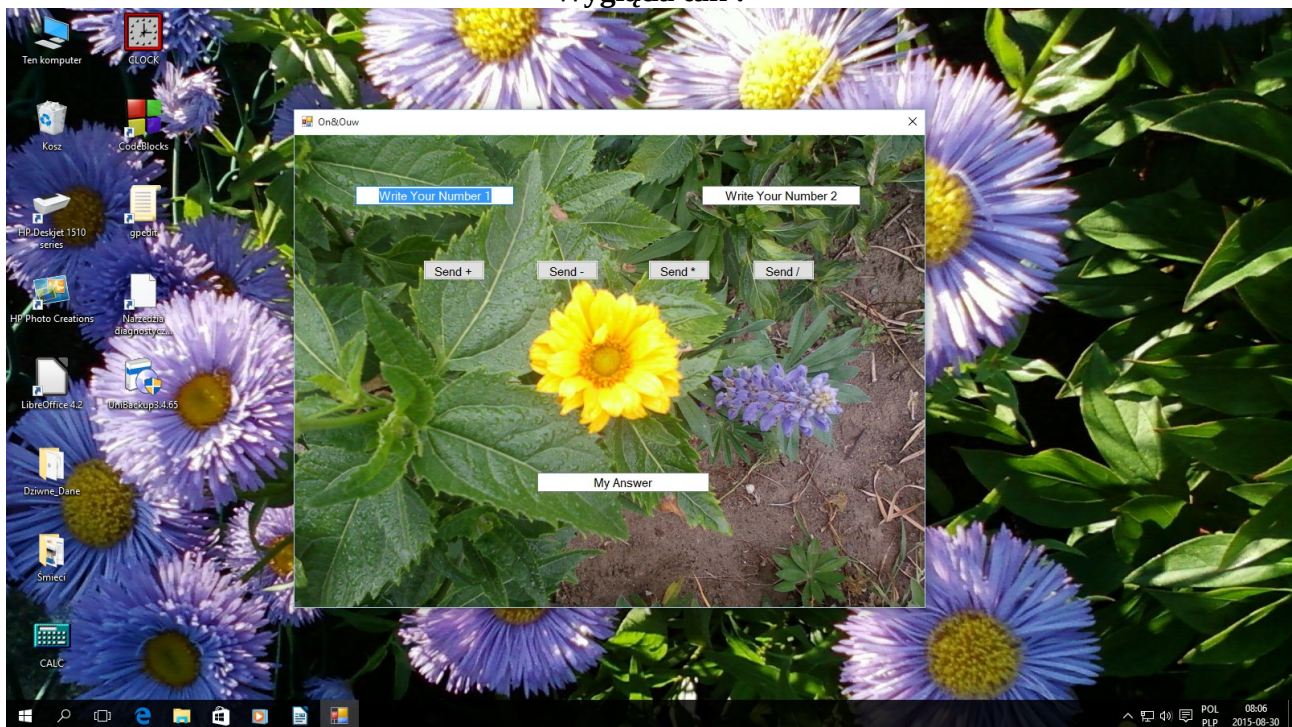 Ten komputer
CLOCK
Kosz
CodeBlocks
HP Deskjet 1510
series
gpedit
HP Photo Creations
Narzędzia
diagnostycz...
LibreOffice 4.2
UniBackup3.4.65
Dziwne_Dane
Śmieci
CALC
On&Ouw
Write Your Number 1
Write Your Number 2
Send +
Send -
Send *
Send /
My Answer
POL
PLP
08:06
2015-08-30